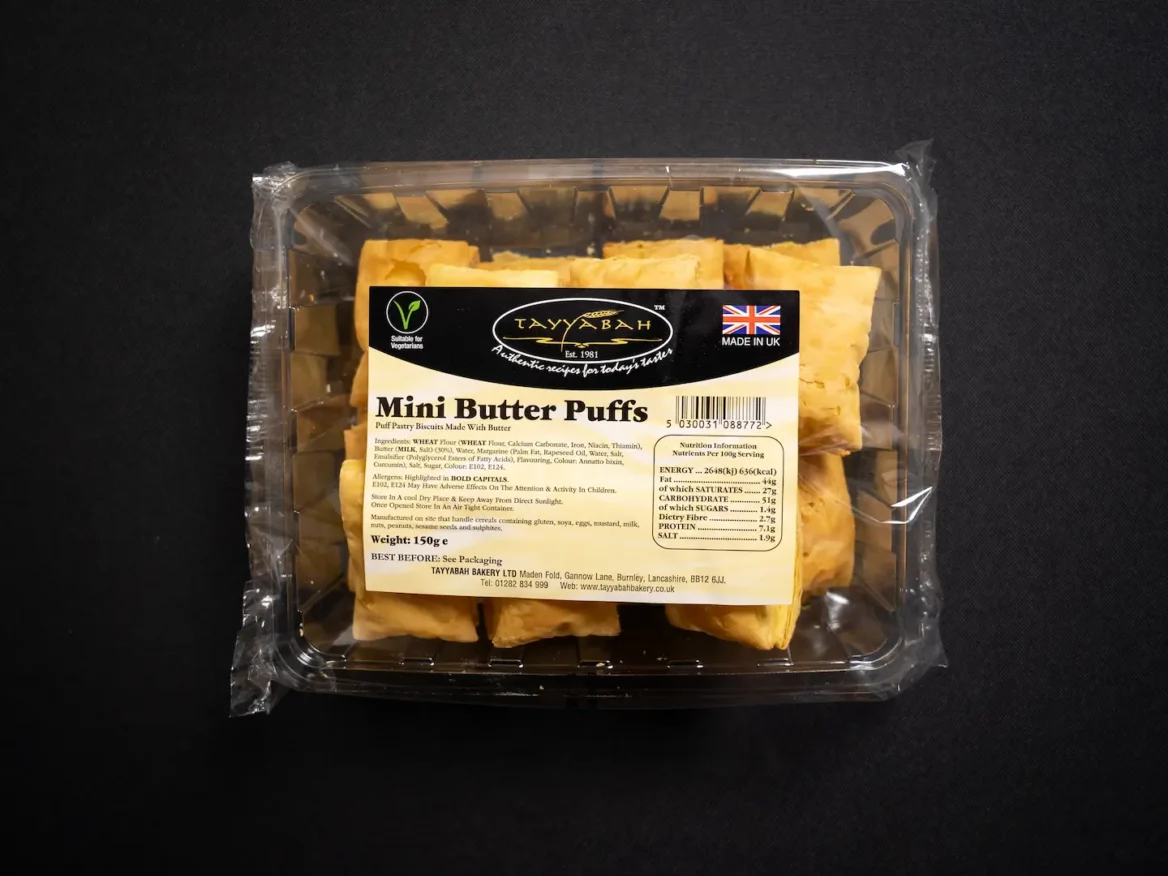 Suitable for
Vegetarians
TAYYABAH
TM
Est. 1981
Authentic recipes for today's tastes
MADE IN UK
Mini Butter Puffs
Puff Pastry Biscuits Made With Butter
Ingredients: WHEAT Flour (WHEAT Flour, Calcium Carbonate, Iron, Niacin, Thiamin),
Butter (MILK, Salt) (30%), Water, Margarine (Palm Fat, Rapeseed Oil, Water, Salt,
Emulsifier (Polyglycerol Esters of Fatty Acids), Flavouring, Colour: Annatto bixin,
Curcumin), Salt, Sugar, Colour: E102, E124.
Allergens: Highlighted in BOLD CAPITALS.
E102, E124 May Have Adverse Effects On The Attention & Activity In Children.
Store In A cool Dry Place & Keep Away From Direct Sunlight.
Once Opened Store In An Air Tight Container.
Manufactured on site that handle cereals containing gluten, soya, eggs, mustard, milk,
nuts, peanuts, sesame seeds and sulphites.
Weight: 150g e
BEST BEFORE: See Packaging
5 030031 088772 >
Nutrition Information
Nutrients Per 100g Serving
ENERGY ... 2648(kj) 636(kcal)
Fat ........................ 44g
of which SATURATES ...... 27g
CARBOHYDRATE ........ 51g
of which SUGARS .......... 1.4g
Dietry Fibre ................. 2.7g
PROTEIN ..................... 7.1g
SALT ........................... 1.9g
TAYYABAH BAKERY LTD Maden Fold, Gannow Lane, Burnley, Lancashire, BB12 6JJ.
Tel: 01282 834 999 Web: www.tayyabahbakery.co.uk